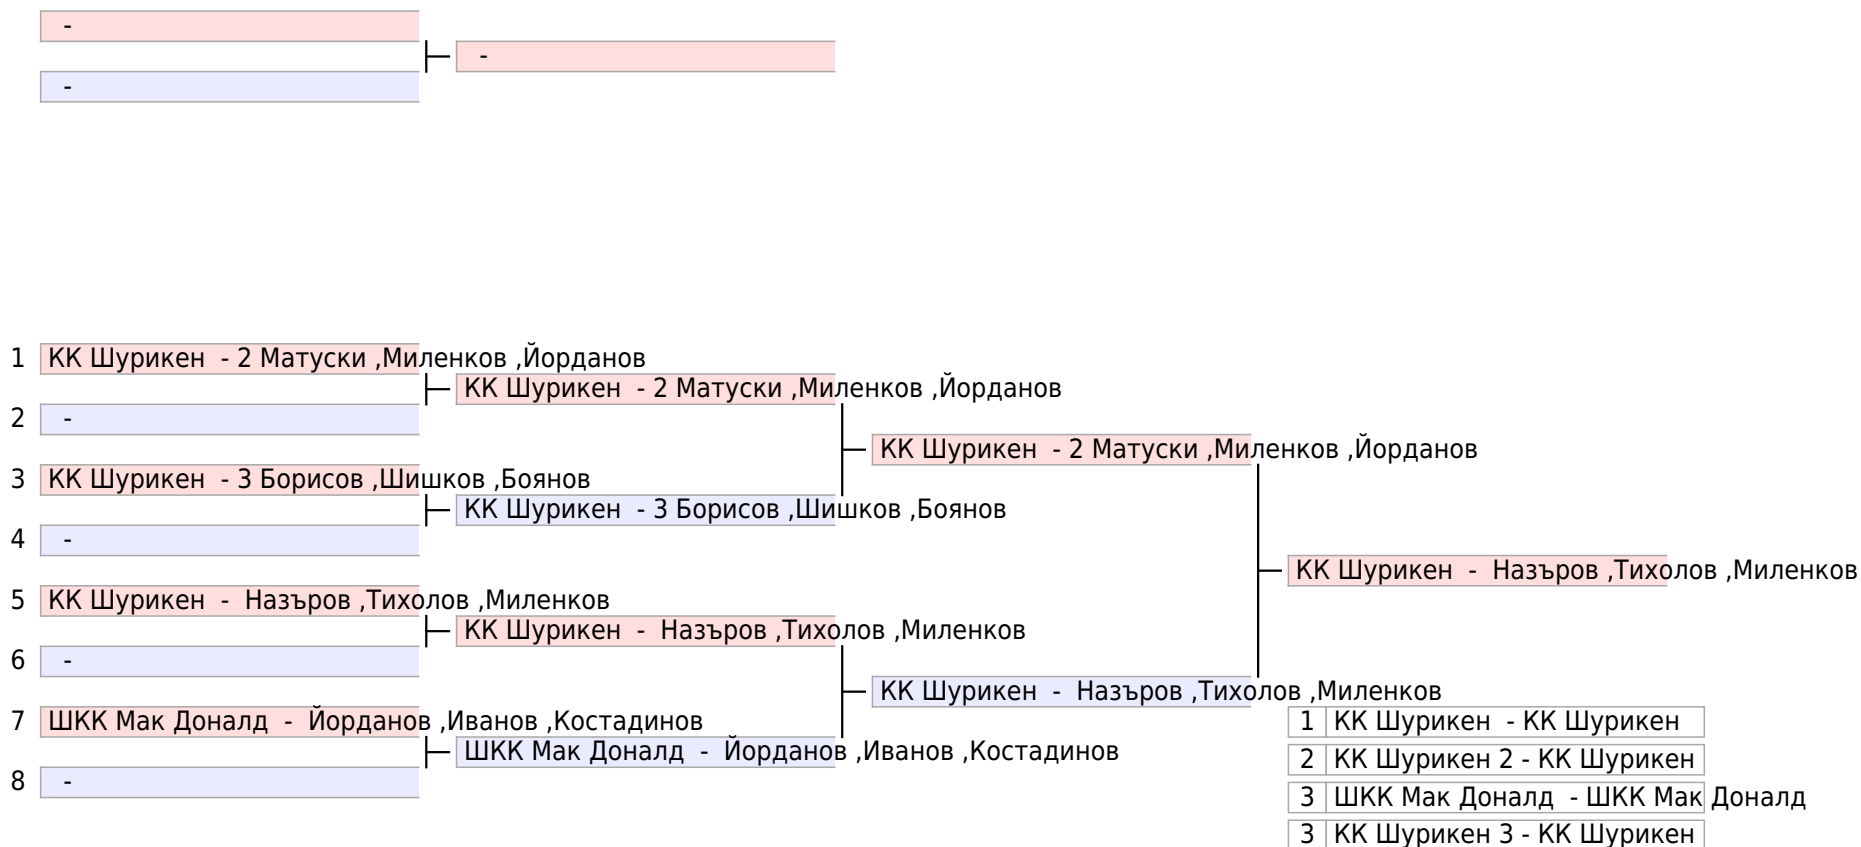 -
-
-
1 КК Шурикен - 2 Матуски ,Миленков ,Йорданов
КК Шурикен - 2 Матуски ,Миленков ,Йорданов
2 -
КК Шурикен - 2 Матуски ,Миленков ,Йорданов
3 КК Шурикен - 3 Борисов ,Шишков ,Боянов
КК Шурикен - 3 Борисов ,Шишков ,Боянов
4 -
КК Шурикен - Назъров ,Тихолов ,Миленков
5 КК Шурикен - Назъров ,Тихолов ,Миленков
КК Шурикен - Назъров ,Тихолов ,Миленков
6 -
КК Шурикен - Назъров ,Тихолов ,Миленков
7 ШКК Мак Доналд - Йорданов ,Иванов ,Костадинов
1 КК Шурикен - КК Шурикен
ШКК Мак Доналд - Йорданов ,Иванов ,Костадинов
2 КК Шурикен 2 - КК Шурикен
8 -
3 ШКК Мак Доналд - ШКК Мак Доналд
3 КК Шурикен 3 - КК Шурикен